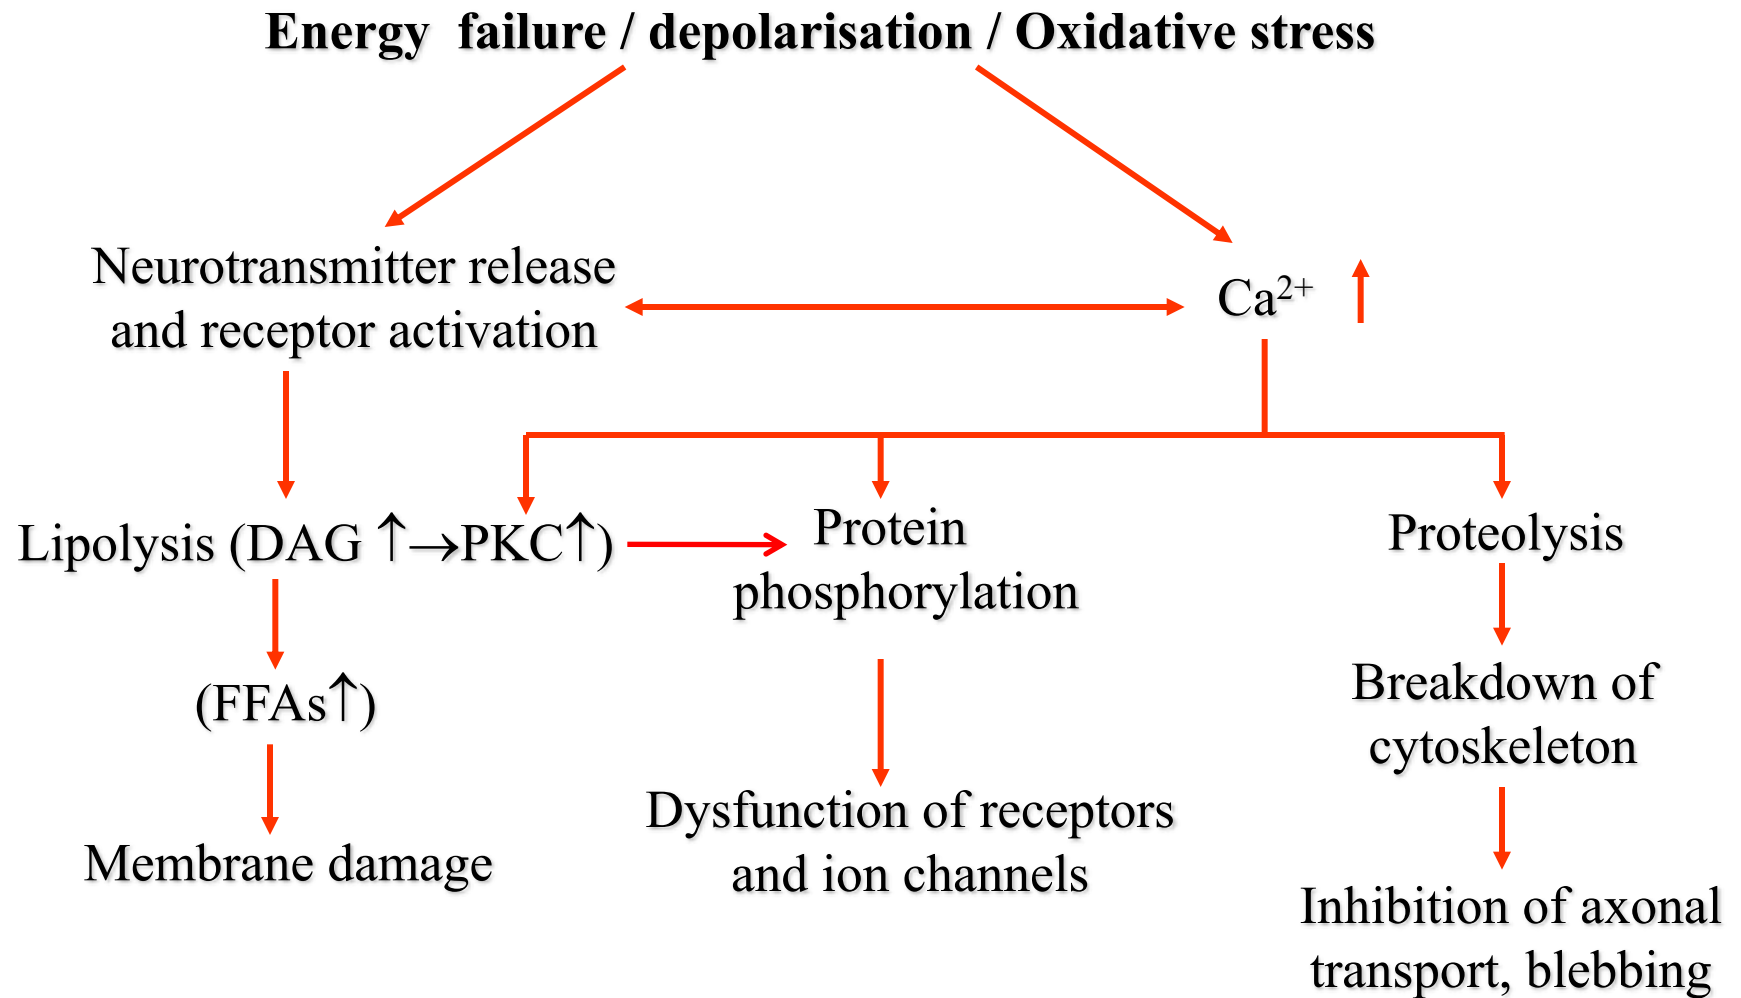 Energy failure / depolarisation / Oxidative stress
Neurotransmitter release
and receptor activation
Ca²⁺ ↑
Lipolysis (DAG ↑→PKC↑)
Protein
phosphorylation
Proteolysis
(FFAs↑)
Breakdown of
cytoskeleton
Membrane damage
Dysfunction of receptors
and ion channels
Inhibition of axonal
transport, blebbing